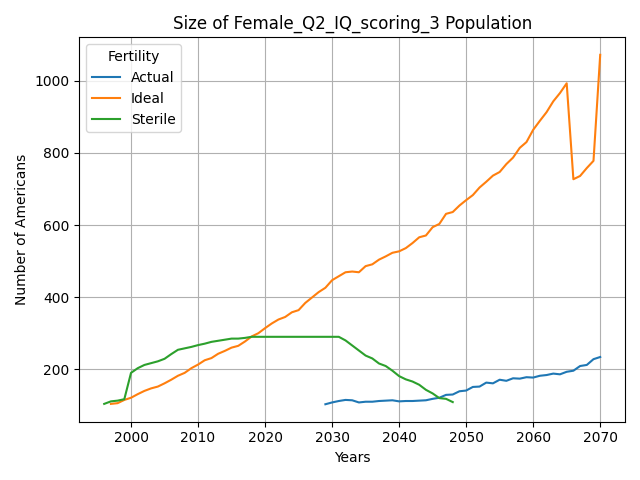 Size of Female_Q2_IQ_scoring_3 Population
Fertility
Actual
Ideal
Sterile
Number of Americans
1000
800
600
400
200
2000
2010
2020
2030
2040
2050
2060
2070
Years